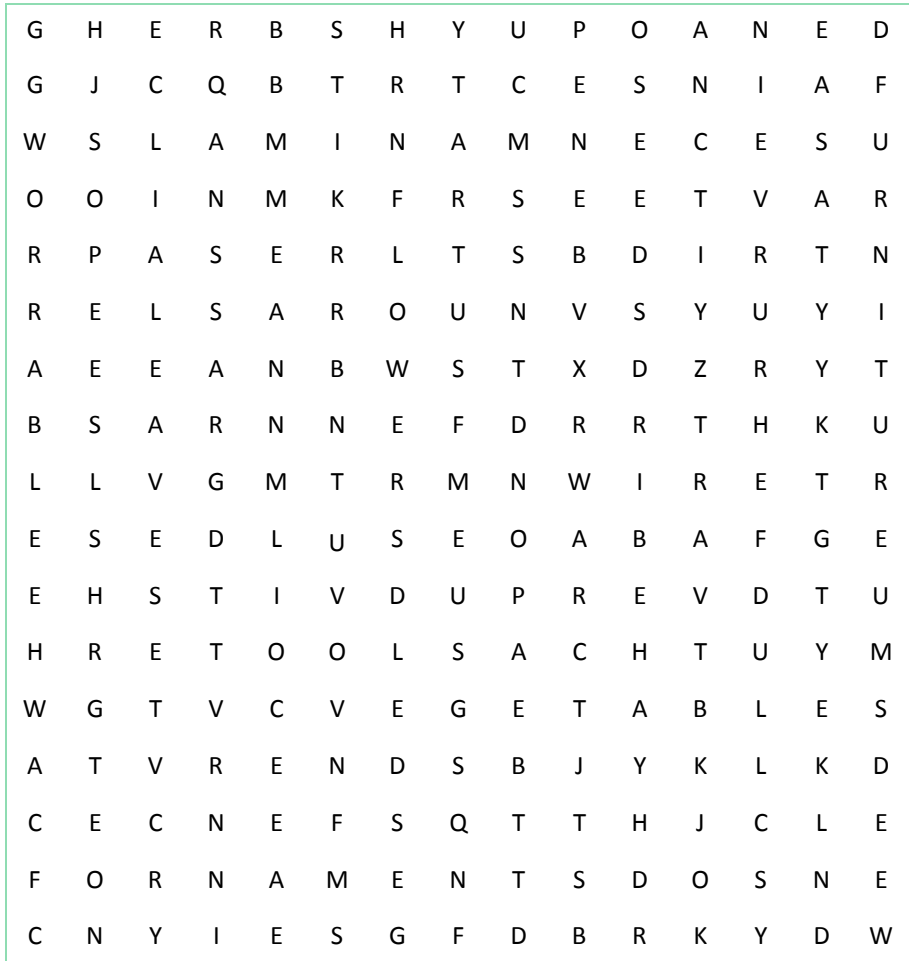 G H E R B S H Y U P O A N E D
G J C Q B T R T C E S N I A F
W S L A M I N A M N E C E S U
O O I N M K F R S E E T V A R
R P A S E R L T S B D I R T N
R E L S A R O U N V S Y U Y I
A E E A N B W S T X D Z R Y T
B S A R N N E F D R R T H K U
L L V G M T R M N W I R E T R
E S E D L U S E O A B A F G E
E H S T I V D U P R E V D T U
H R E T O O L S A C H T U Y M
W G T V C V E G E T A B L E S
A T V R E N D S B J Y K L K D
C E C N E F S Q T T H J C L E
F O R N A M E N T S D O S N E
C N Y I E S G F D B R K Y D W